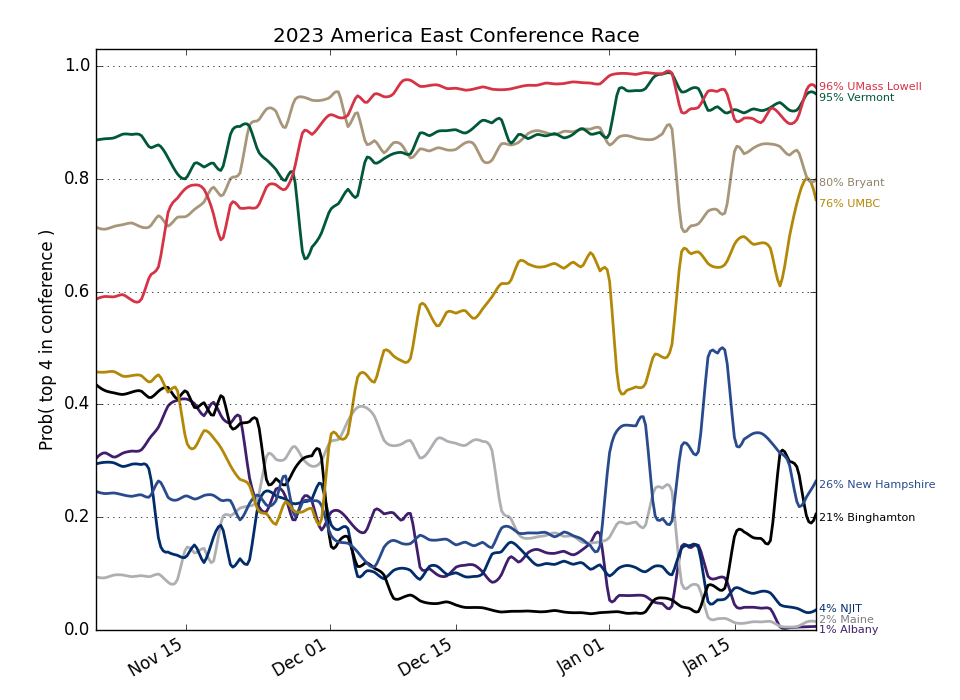 2023 America East Conference Race
Prob( top 4 in conference )
1.0
0.8
0.6
0.4
0.2
0.0
Nov 15
Dec 01
Dec 15
Jan 01
Jan 15
96% UMass Lowell
95% Vermont
80% Bryant
76% UMBC
26% New Hampshire
21% Binghamton
4% NJIT
2% Maine
1% Albany